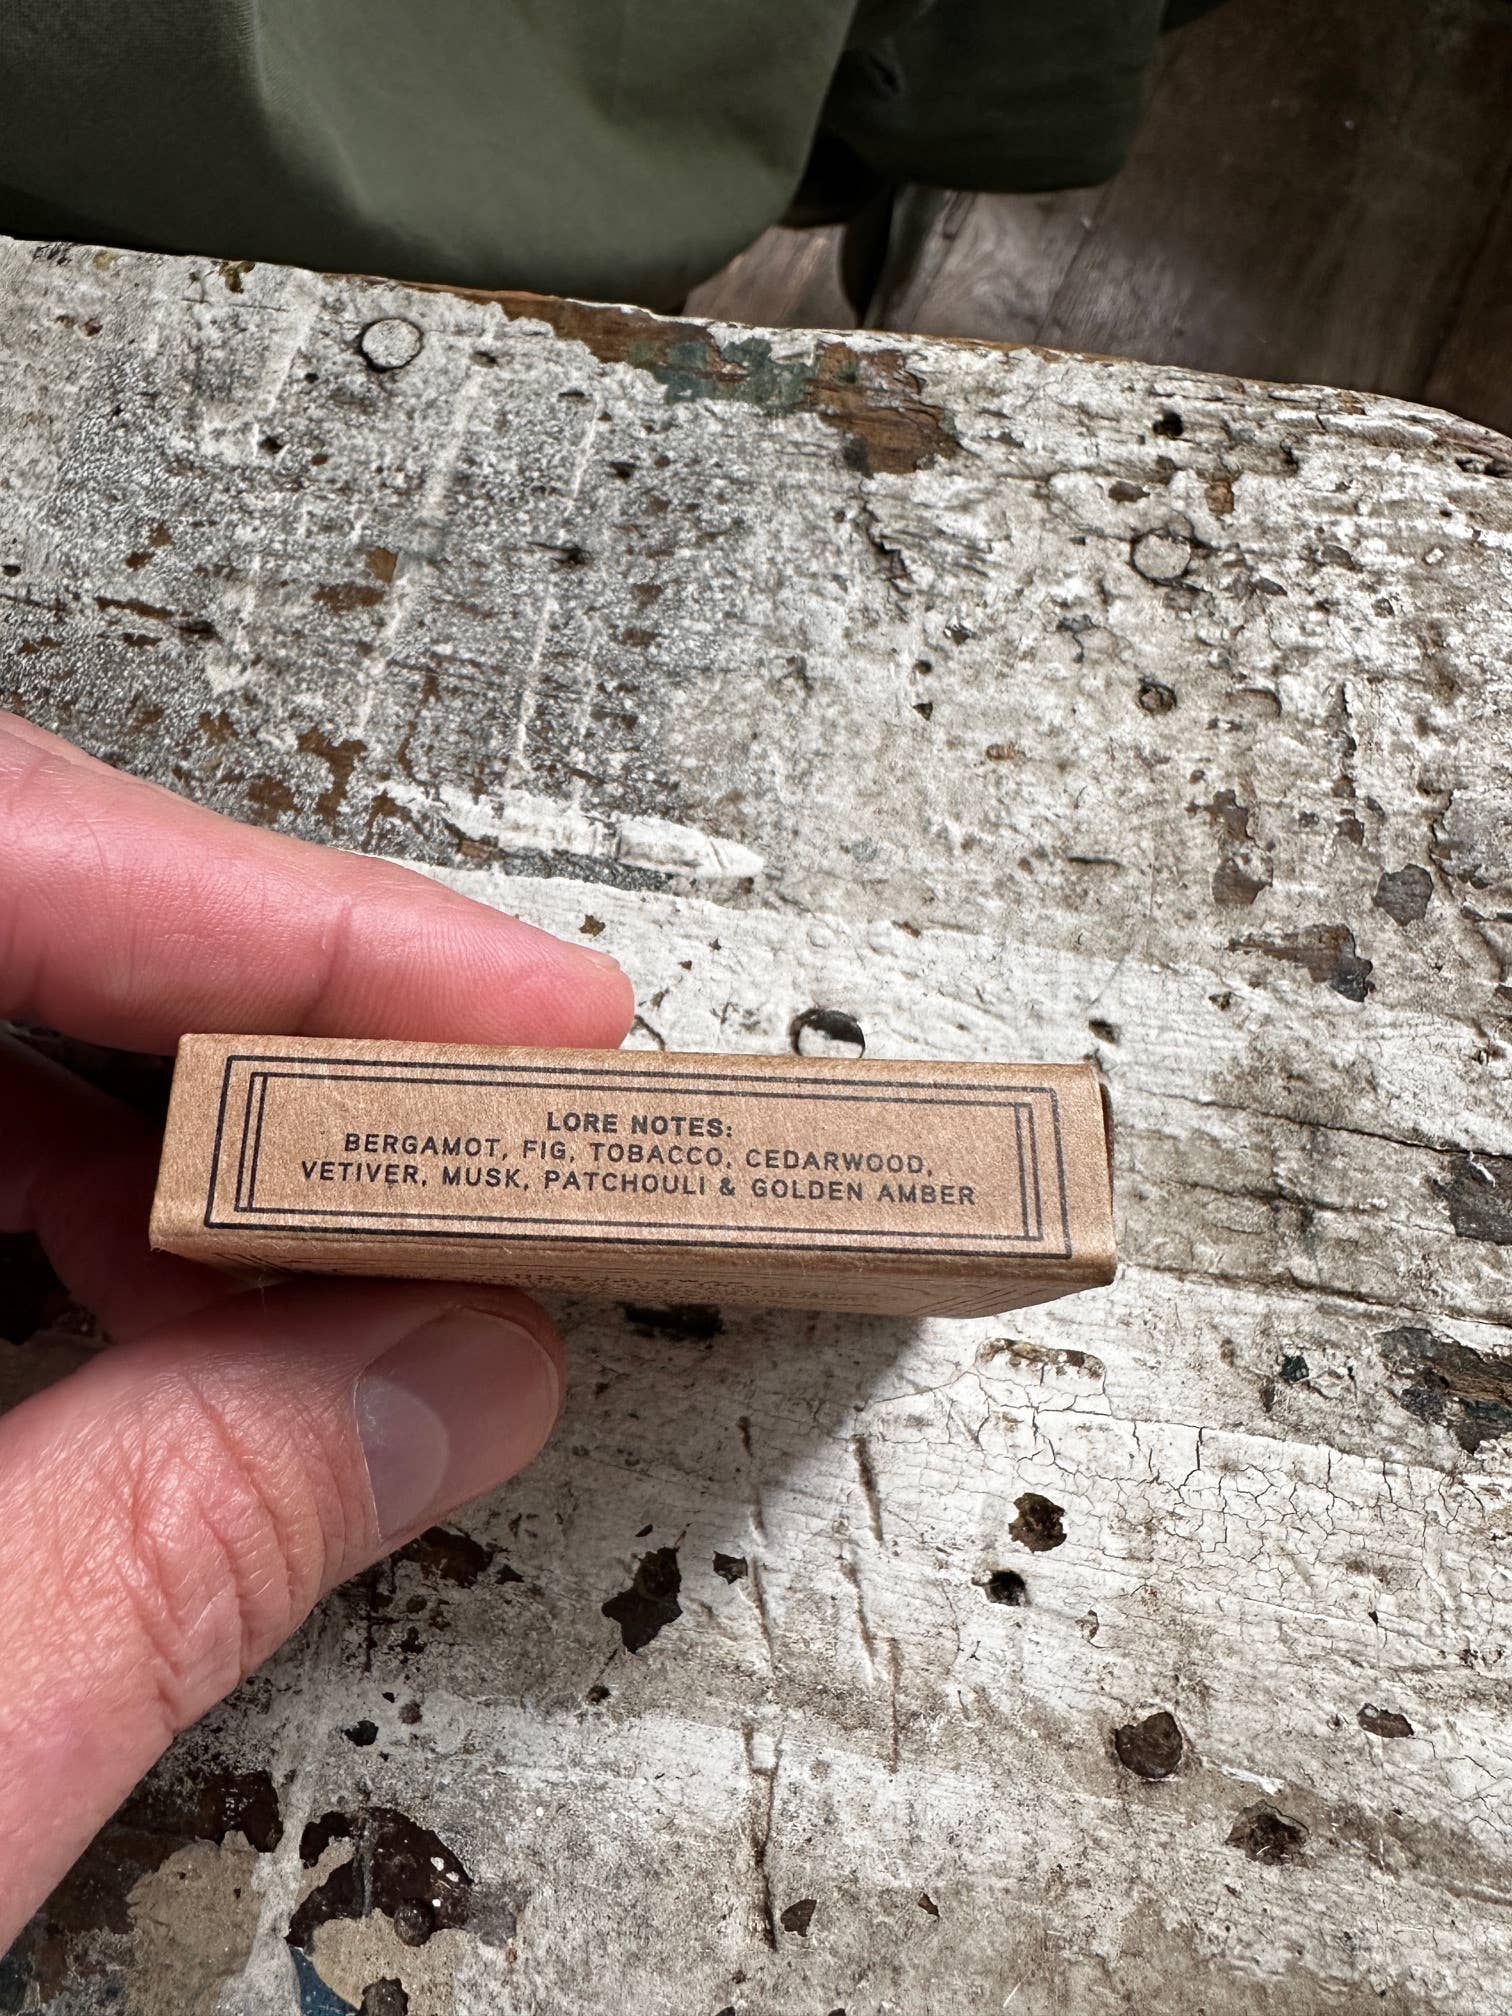 LORE NOTES:
BERGAMOT, FIG, TOBACCO, CEDARWOOD,
VETIVER, MUSK, PATCHOULI & GOLDEN AMBER